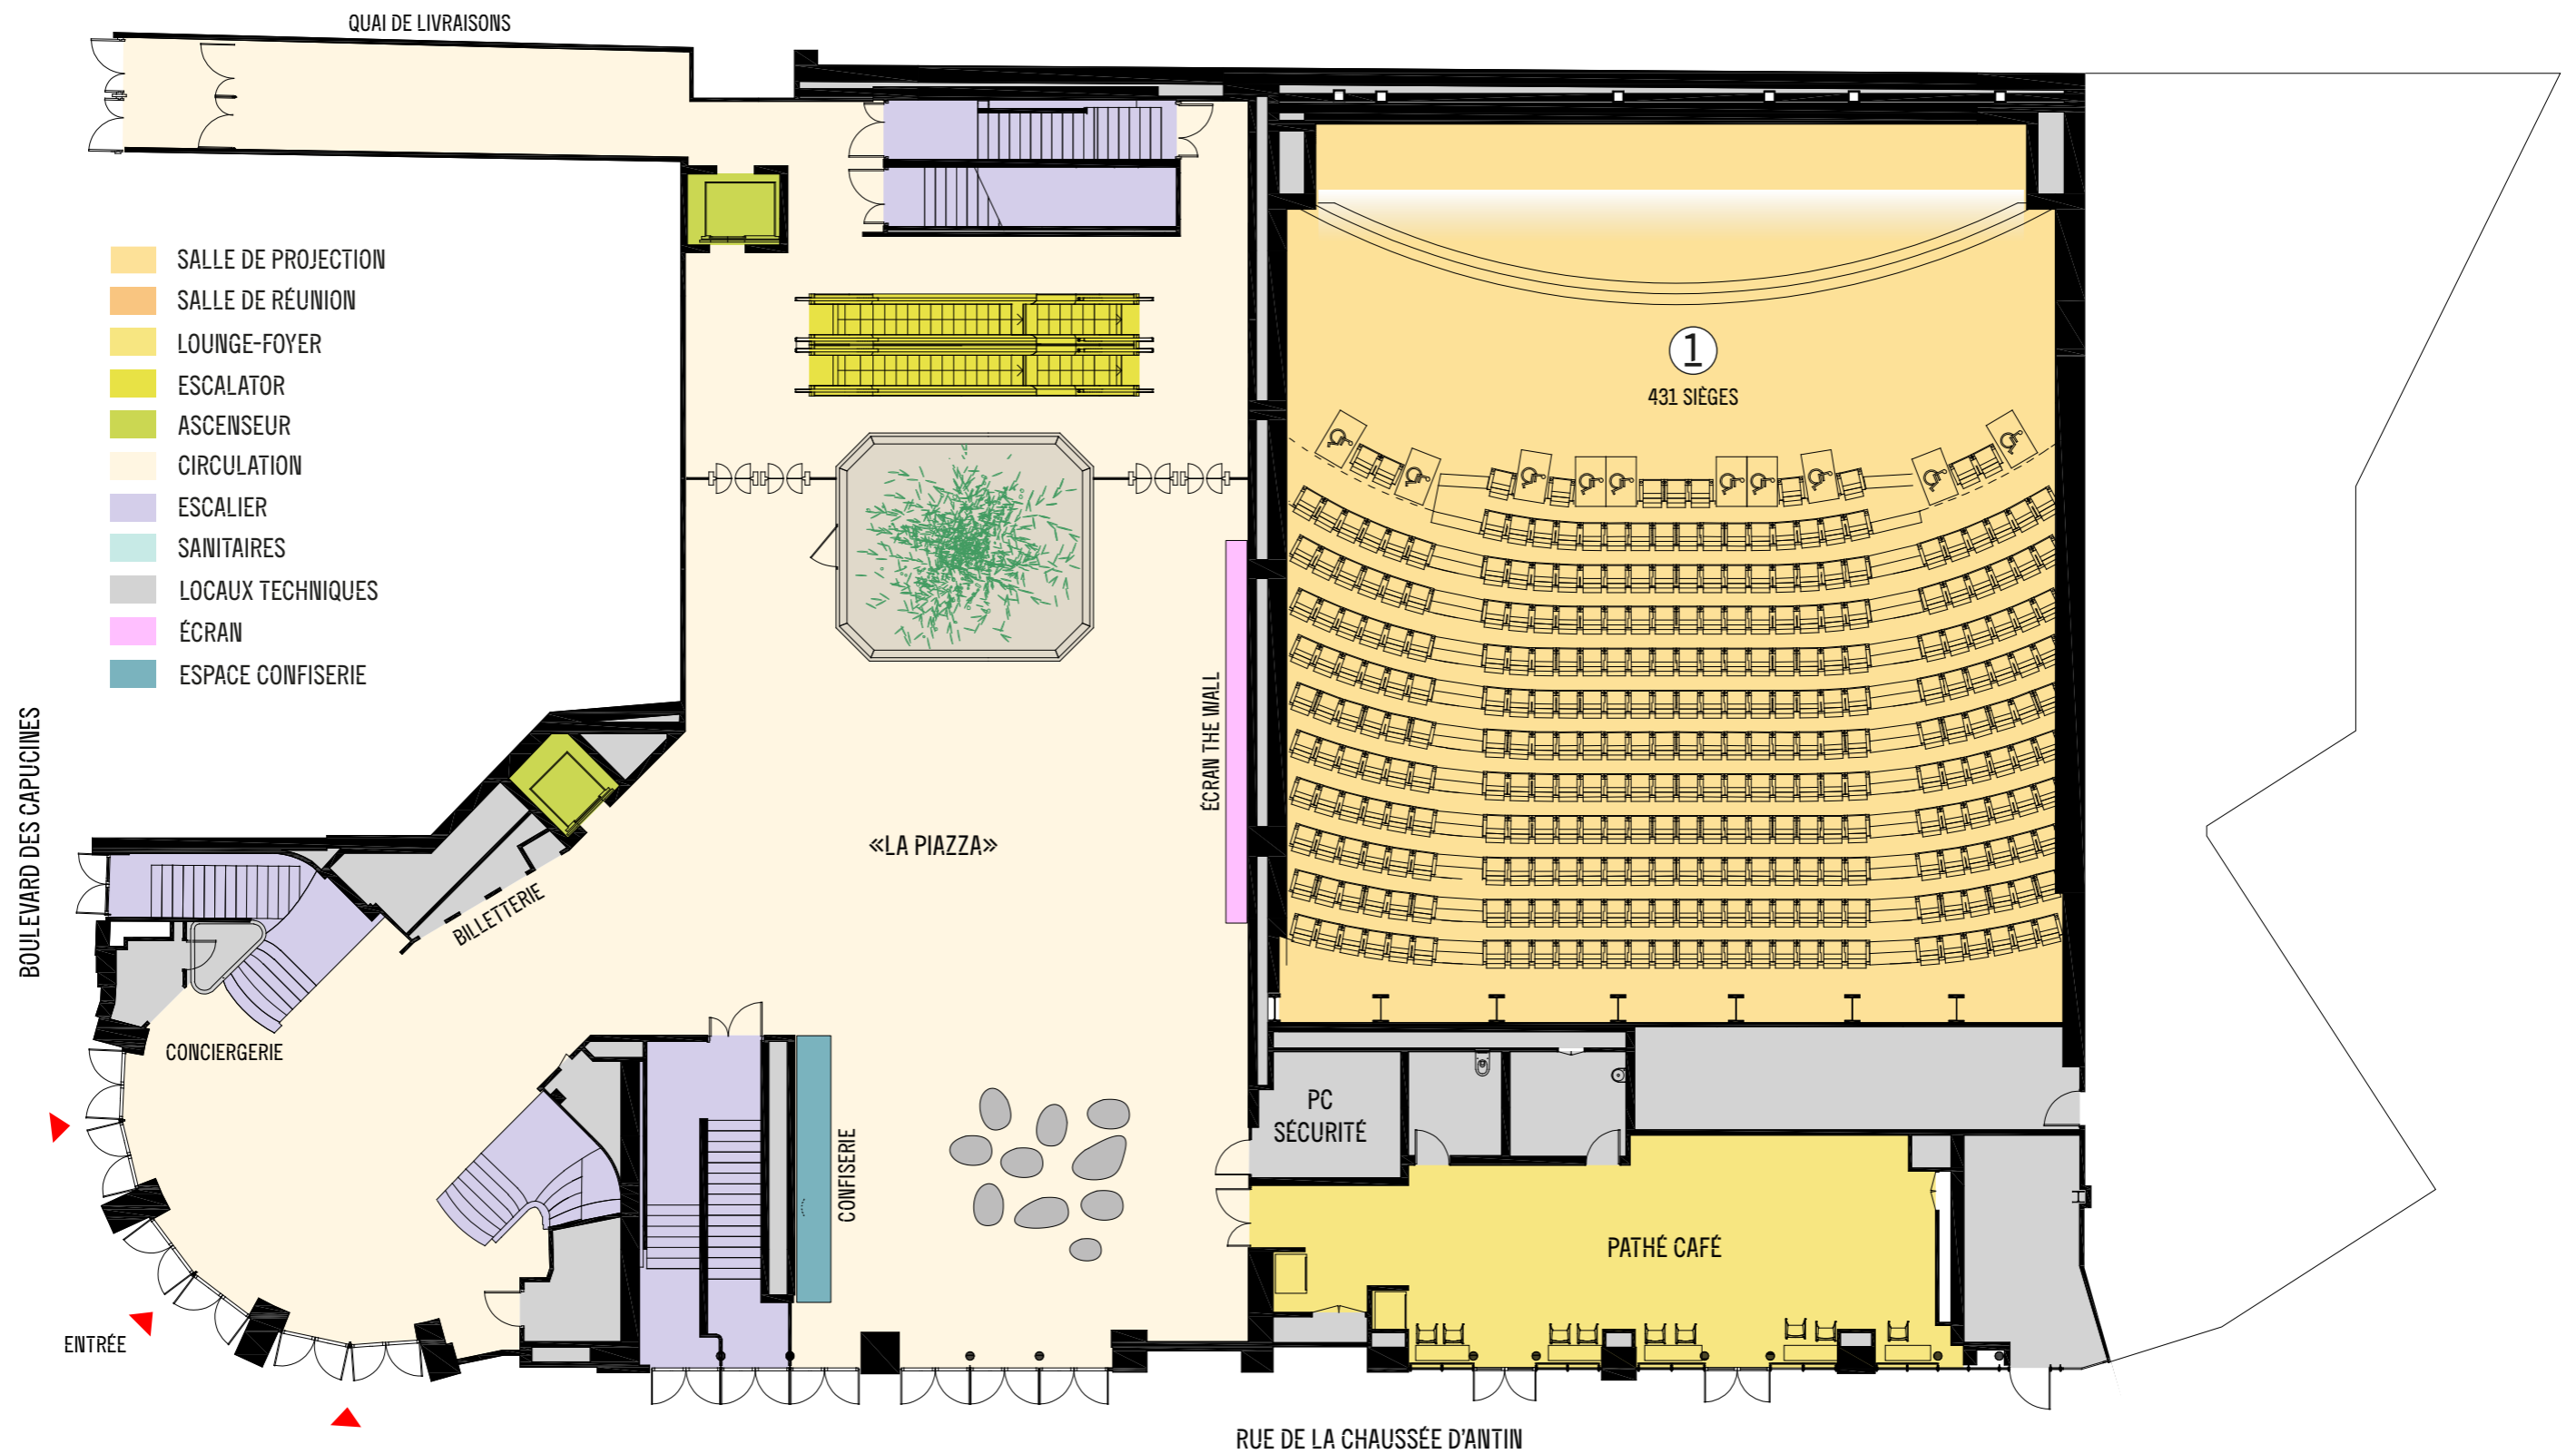 QUAI DE LIVRAISONS
SALLE DE PROJECTION
SALLE DE RÉUNION
LOUNGE-FOYER
ESCALATOR
ASCENSEUR
CIRCULATION
ESCALIER
SANITAIRES
LOCAUX TECHNIQUES
ÉCRAN
ESPACE CONFISERIE
1
431 SIÈGES
BOULEVARD DES CAPUCINES
ÉCRAN THE WALL
«LA PIAZZA»
BILLETTERIE
CONCIERGERIE
CONFISERIE
PC
SÉCURITÉ
PATHÉ CAFÉ
ENTRÉE
RUE DE LA CHAUSSÉE D'ANTIN